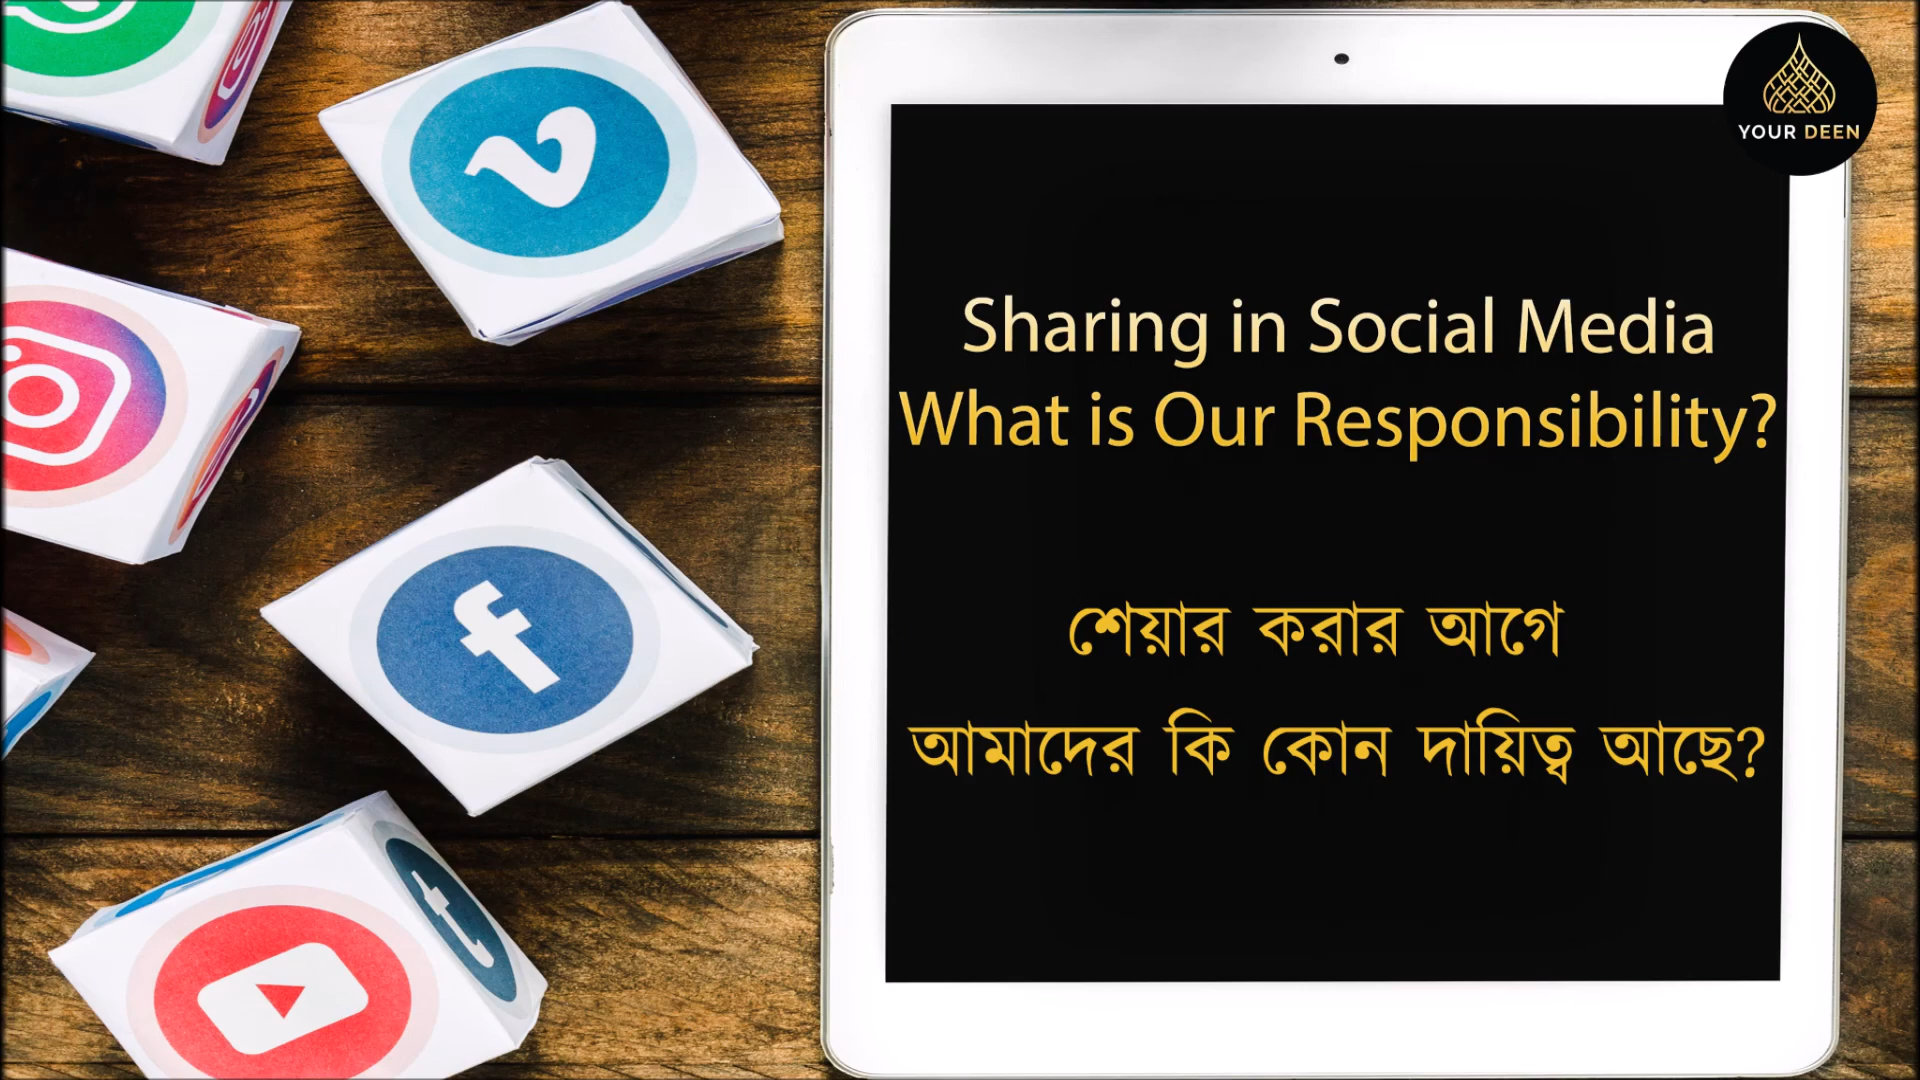 YOUR DEEN
Sharing in Social Media
What is Our Responsibility?
শেয়ার করার আগে
আমাদের কি কোন দায়িত্ব আছে?